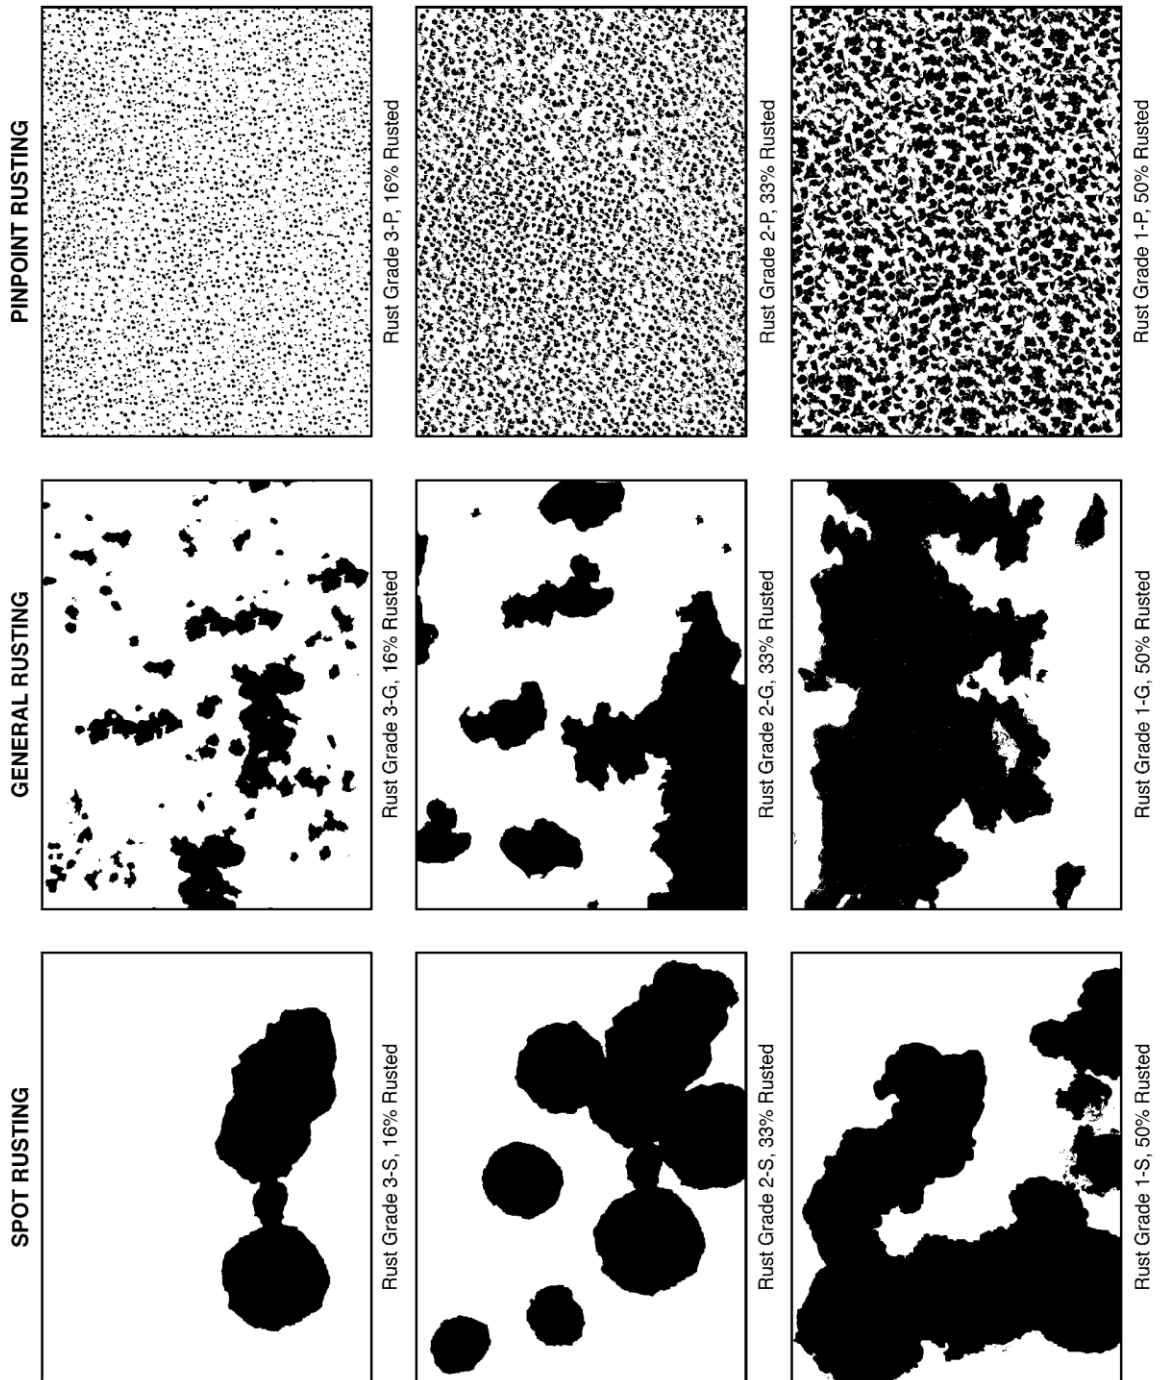 SPOT RUSTING
GENERAL RUSTING
PINPOINT RUSTING
Rust Grade 3-S, 16% Rusted
Rust Grade 3-G, 16% Rusted
Rust Grade 3-P, 16% Rusted
Rust Grade 2-S, 33% Rusted
Rust Grade 2-G, 33% Rusted
Rust Grade 2-P, 33% Rusted
Rust Grade 1-S, 50% Rusted
Rust Grade 1-G, 50% Rusted
Rust Grade 1-P, 50% Rusted